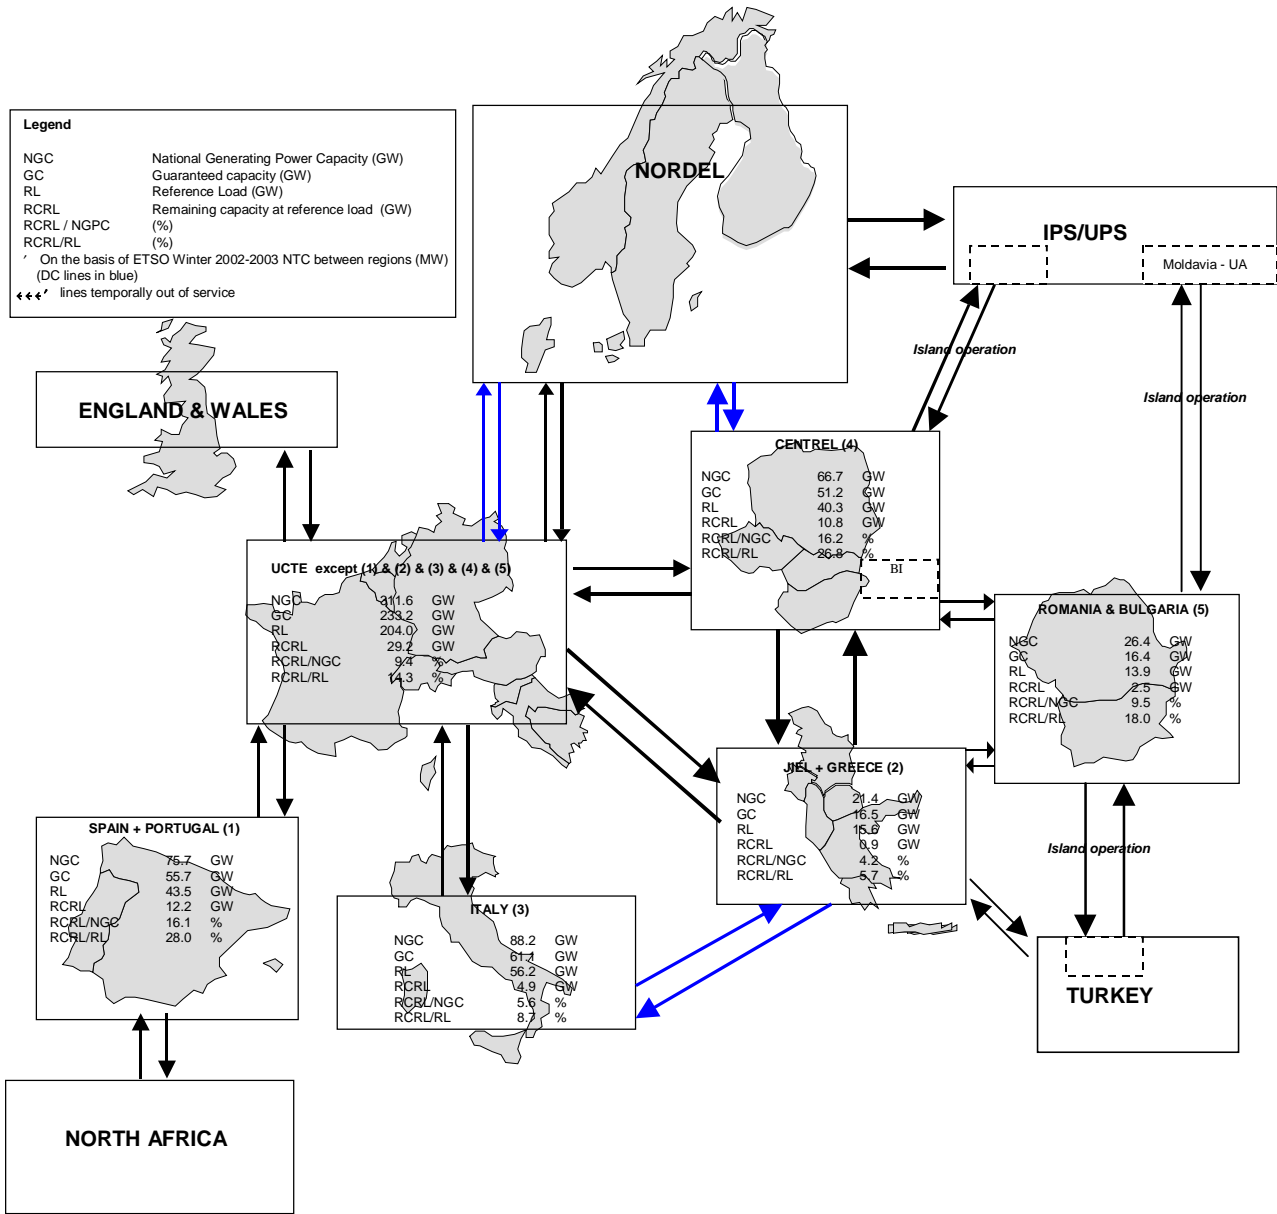 NORDEL
Legend
NGC National Generating Power Capacity (GW)
GC Guaranteed capacity (GW)
RL Reference Load (GW)
RCRL Remaining capacity at reference load (GW)
RCRL / NGPC (%)
RCRL/RL (%)
′ On the basis of ETSO Winter 2002-2003 NTC between regions (MW)
(DC lines in blue)
lines temporally out of service
IPS/UPS
Moldavia - UA
Island operation
Island operation
ENGLAND & WALES
CENTREL (4)
NGC 66.7 GW
GC 51.2 GW
RL 40.3 GW
RCRL 10.8 GW
RCRL/NGC 16.2 %
RCRL/RL 26.8 %
BI
UCTE except (1) & (2) & (3) & (4) & (5)
NGC 311.6 GW
GC 233.2 GW
RL 204.0 GW
RCRL 29.2 GW
RCRL/NGC 9.4 %
RCRL/RL 14.3 %
ROMANIA & BULGARIA (5)
NGC 26.4 GW
GC 16.4 GW
RL 13.9 GW
RCRL 2.5 GW
RCRL/NGC 9.5 %
RCRL/RL 18.0 %
JIEL + GREECE (2)
NGC 21.4 GW
GC 16.5 GW
RL 15.6 GW
RCRL 0.9 GW
RCRL/NGC 4.2 %
RCRL/RL 5.7 %
Island operation
SPAIN + PORTUGAL (1)
NGC 75.7 GW
GC 55.7 GW
RL 43.5 GW
RCRL 12.2 GW
RCRL/NGC 16.1 %
RCRL/RL 28.0 %
ITALY (3)
NGC 88.2 GW
GC 61.1 GW
RL 56.2 GW
RCRL 4.9 GW
RCRL/NGC 5.6 %
RCRL/RL 8.7 %
TURKEY
NORTH AFRICA